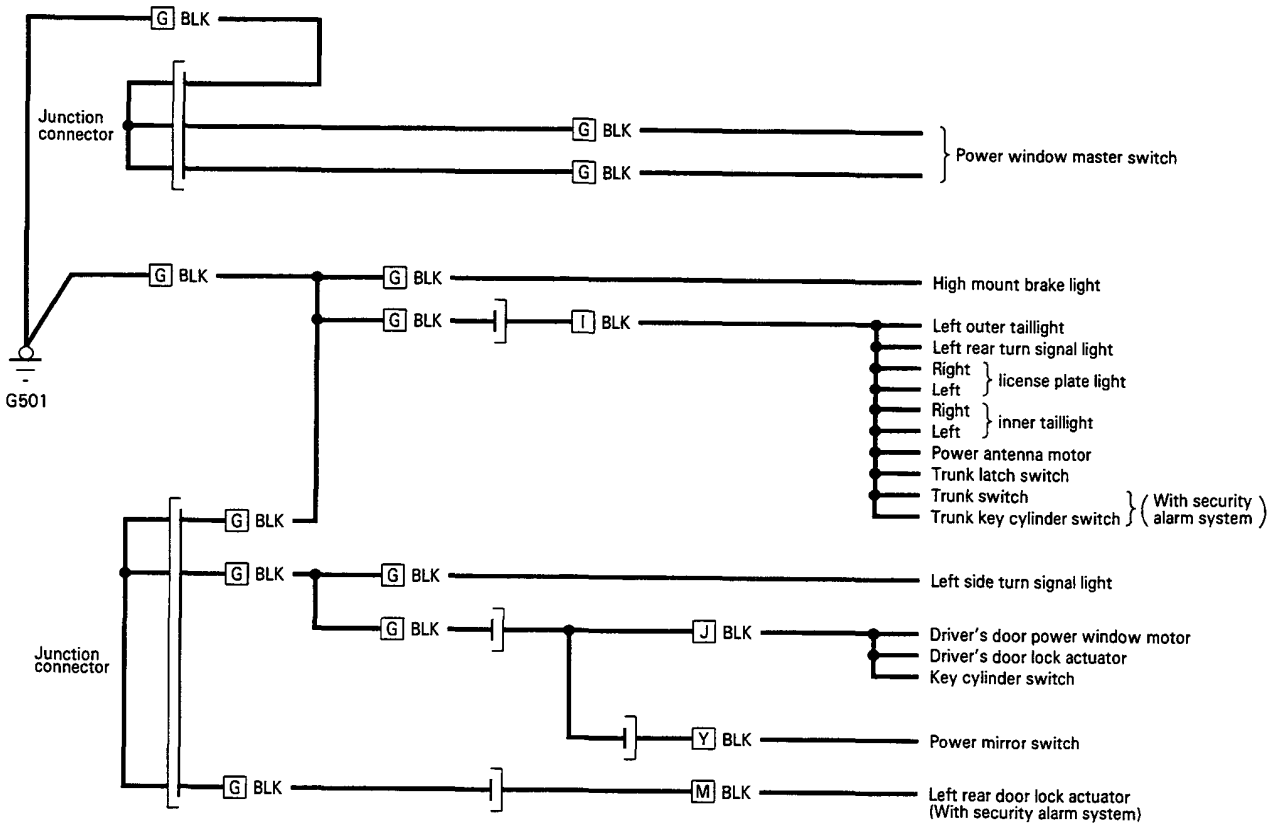 G BLK
Junction
connector
G BLK
G BLK
Power window master switch
G BLK
G BLK
High mount brake light
G BLK
I BLK
Left outer taillight
Left rear turn signal light
Right
Left
license plate light
Right
Left
inner taillight
Power antenna motor
Trunk latch switch
Trunk switch
Trunk key cylinder switch
(With security
alarm system)
G501
G BLK
G BLK
G BLK
Left side turn signal light
G BLK
J BLK
Driver's door power window motor
Driver's door lock actuator
Key cylinder switch
Junction
connector
Y BLK
Power mirror switch
G BLK
M BLK
Left rear door lock actuator
(With security alarm system)